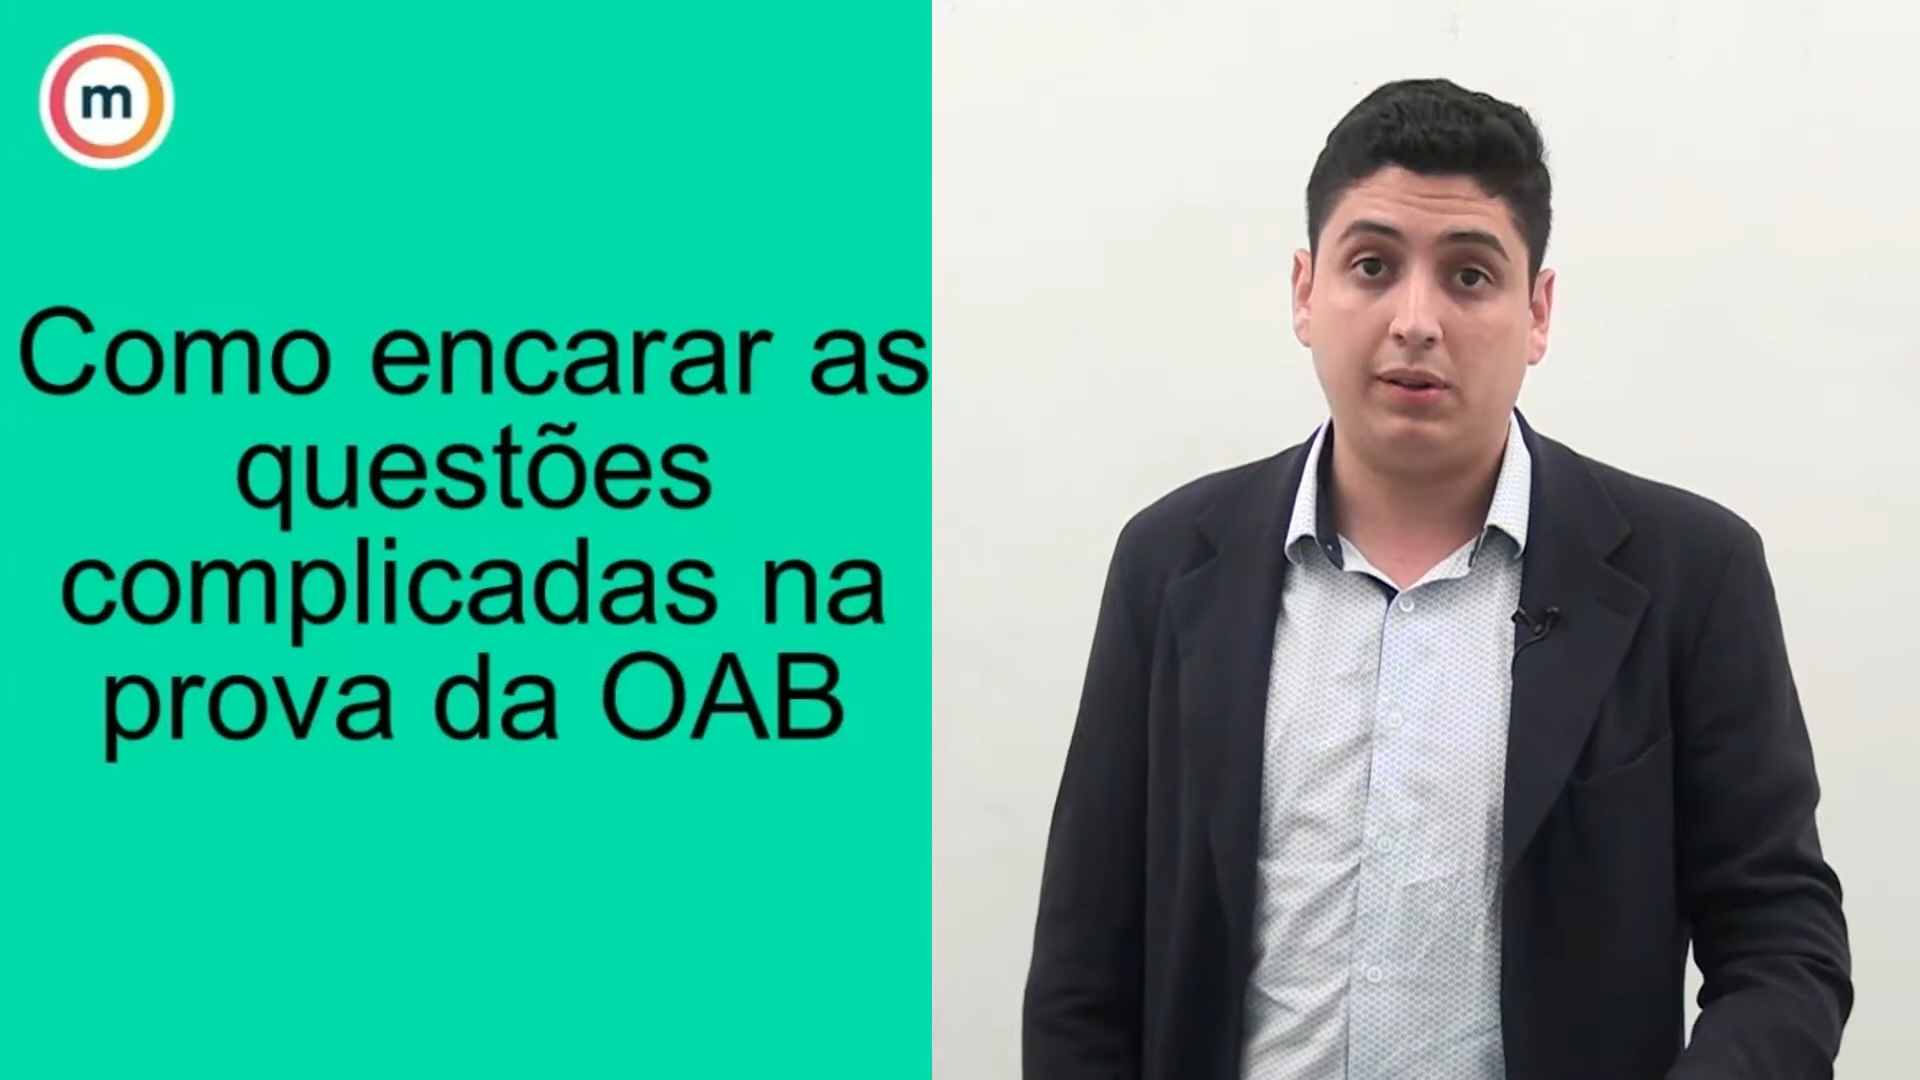 m
Como encarar as
questões
complicadas na
prova da OAB